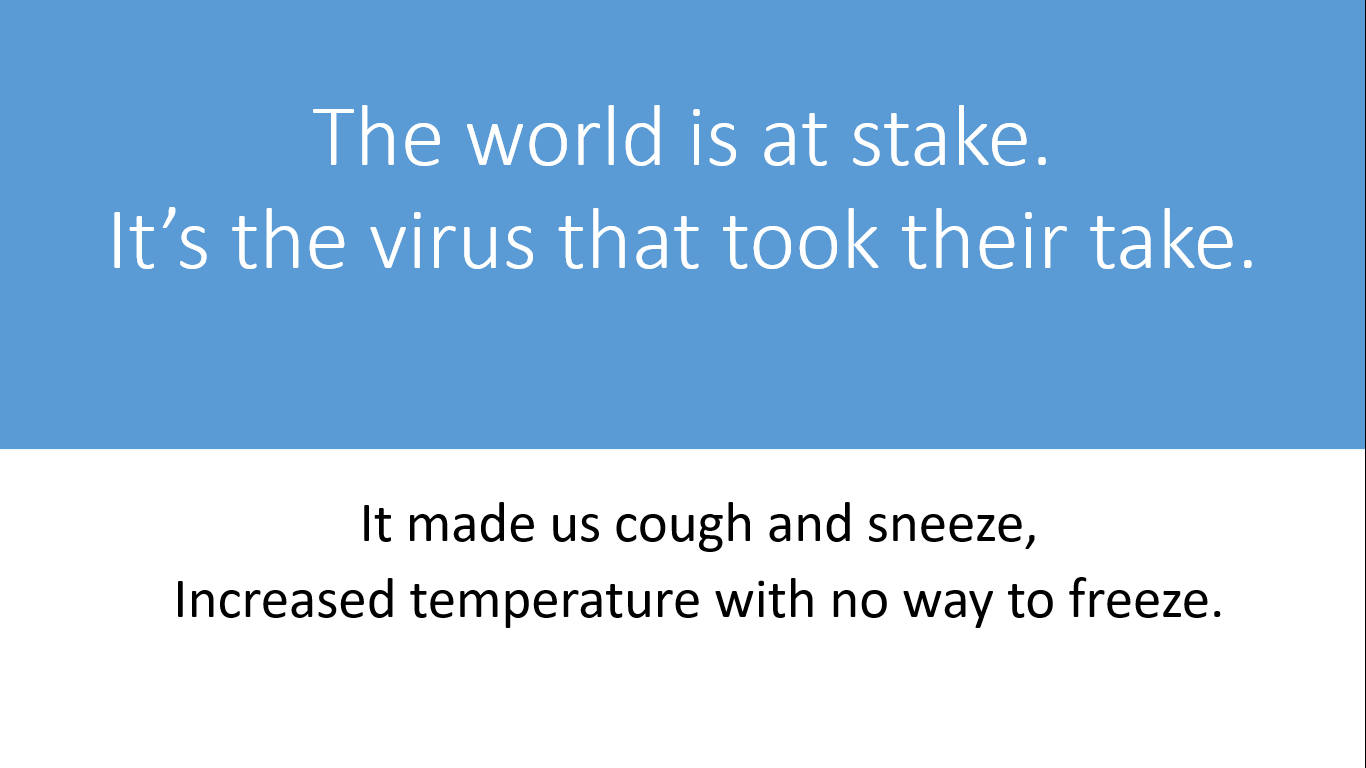 The world is at stake.
It’s the virus that took their take.
It made us cough and sneeze,
Increased temperature with no way to freeze.